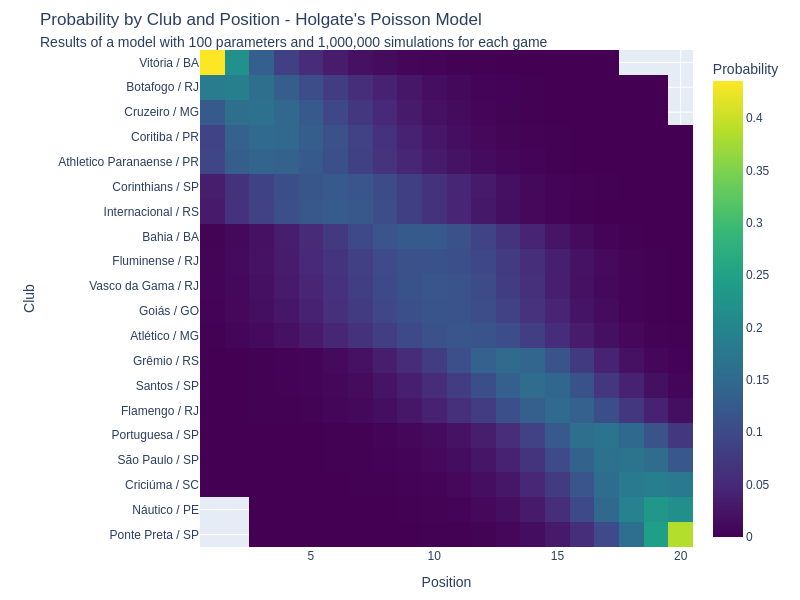 Probability by Club and Position - Holgate's Poisson Model
Results of a model with 100 parameters and 1,000,000 simulations for each game
Probability
Vitória / BA
Botafogo / RJ
Cruzeiro / MG
Coritiba / PR
Athletico Paranaense / PR
Corinthians / SP
Internacional / RS
Bahia / BA
Fluminense / RJ
Vasco da Gama / RJ
Goiás / GO
Atlético / MG
Grêmio / RS
Santos / SP
Flamengo / RJ
Portuguesa / SP
São Paulo / SP
Criciúma / SC
Náutico / PE
Ponte Preta / SP
Club
5
10
15
20
Position
0.4
0.35
0.3
0.25
0.2
0.15
0.1
0.05
0